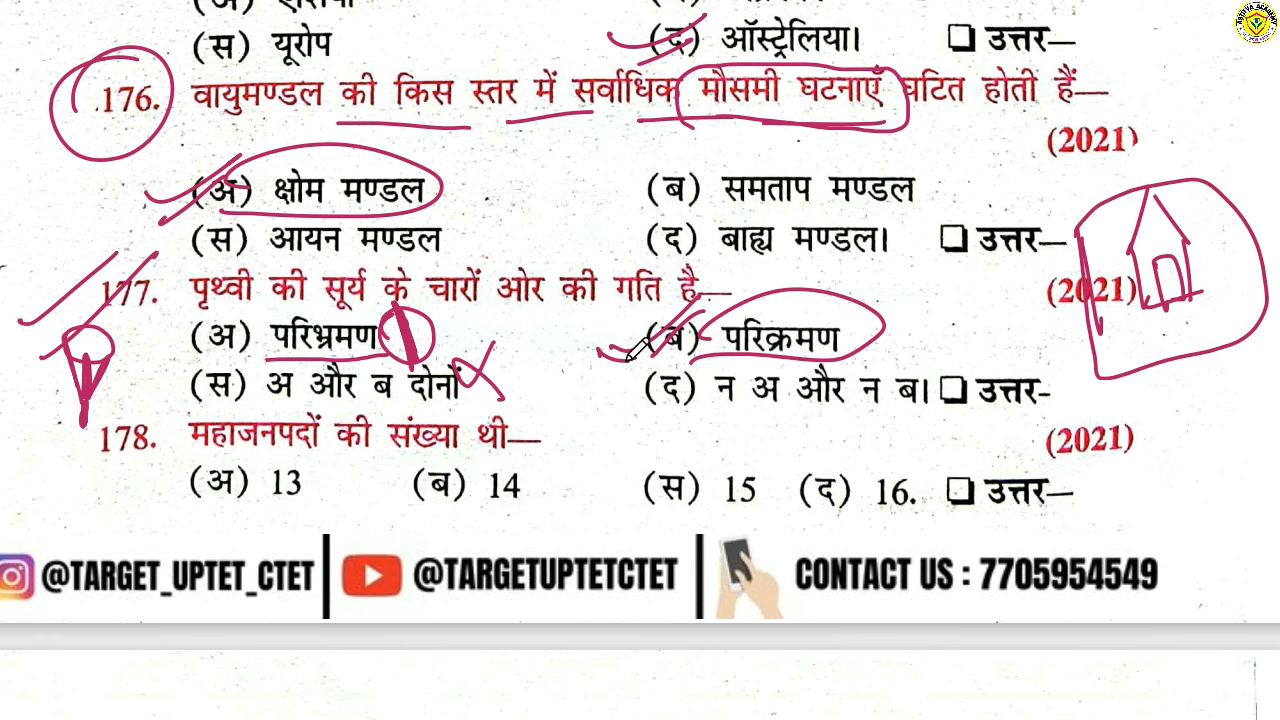 (अ) एशिया
(स) यूरोप (द) ऑस्ट्रेलिया। ❑ उत्तर—
176. वायुमण्डल की किस स्तर में सर्वाधिक मौसमी घटनाएँ घटित होती हैं—
(2021)
(अ) क्षोम मण्डल (ब) समताप मण्डल
(स) आयन मण्डल (द) बाह्य मण्डल। ❑ उत्तर—
177. पृथ्वी की सूर्य के चारों ओर की गति है— (2021)
(अ) परिभ्रमण (ब) परिक्रमण
(स) अ और ब दोनों (द) न अ और न ब। ❑ उत्तर-
178. महाजनपदों की संख्या थी— (2021)
(अ) 13 (ब) 14 (स) 15 (द) 16. ❑ उत्तर—
@TARGET_UPTET_CTET @TARGETUPTETCTET CONTACT US : 7705954549